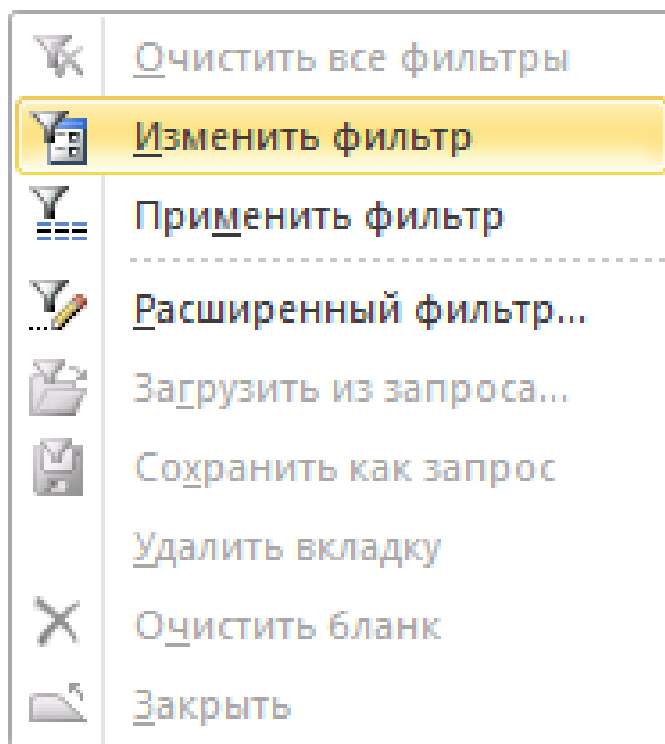 Очистить все фильтры
Изменить фильтр
Применить фильтр
Расширенный фильтр...
Загрузить из запроса...
Сохранить как запрос
Удалить вкладку
Очистить бланк
Закрыть